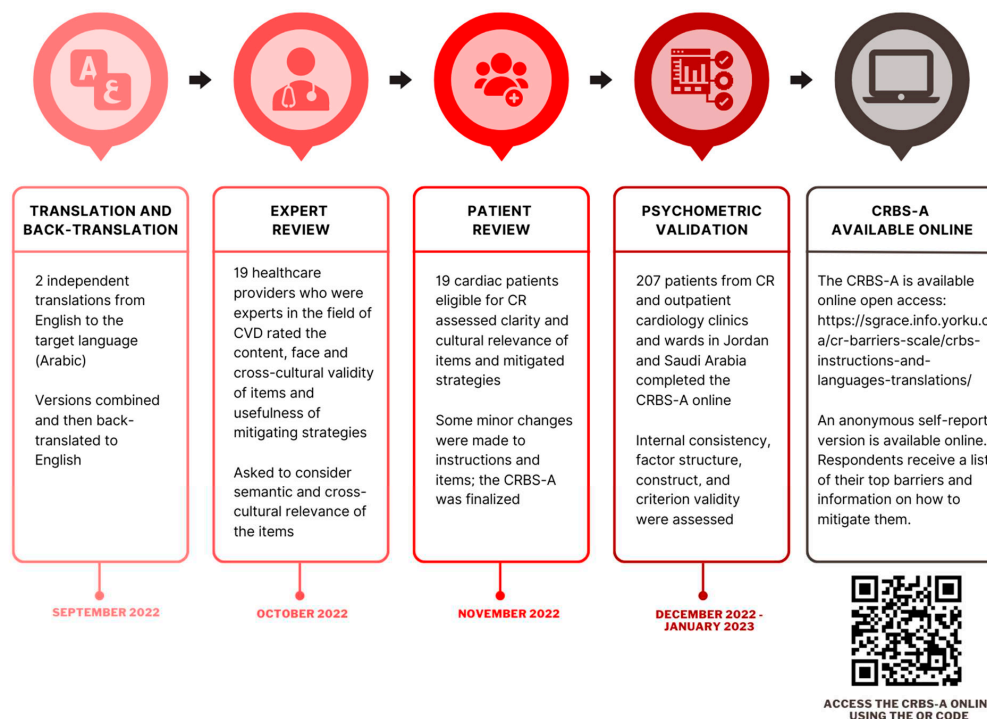 A
ع
TRANSLATION AND
BACK-TRANSLATION
2 independent
translations from
English to the
target language
(Arabic)
Versions combined
and then back-
translated to
English
SEPTEMBER 2022
EXPERT
REVIEW
19 healthcare
providers who were
experts in the field of
CVD rated the
content, face and
cross-cultural validity
of items and
usefulness of
mitigating strategies
Asked to consider
semantic and cross-
cultural relevance of
the items
OCTOBER 2022
PATIENT
REVIEW
19 cardiac patients
eligible for CR
assessed clarity and
cultural relevance of
items and mitigated
strategies
Some minor changes
were made to
instructions and
items; the CRBS-A
was finalized
NOVEMBER 2022
PSYCHOMETRIC
VALIDATION
207 patients from CR
and outpatient
cardiology clinics
and wards in Jordan
and Saudi Arabia
completed the
CRBS-A online
Internal consistency,
factor structure,
construct, and
criterion validity
were assessed
DECEMBER 2022 -
JANUARY 2023
CRBS-A
AVAILABLE ONLINE
The CRBS-A is available
online open access:
https://sgrace.info.yorku.c
a/cr-barriers-scale/crbs-
instructions-and-
languages-translations/
An anonymous self-report
version is available online.
Respondents receive a list
of their top barriers and
information on how to
mitigate them.
ACCESS THE CRBS-A ONLIN
USING THE QR CODE